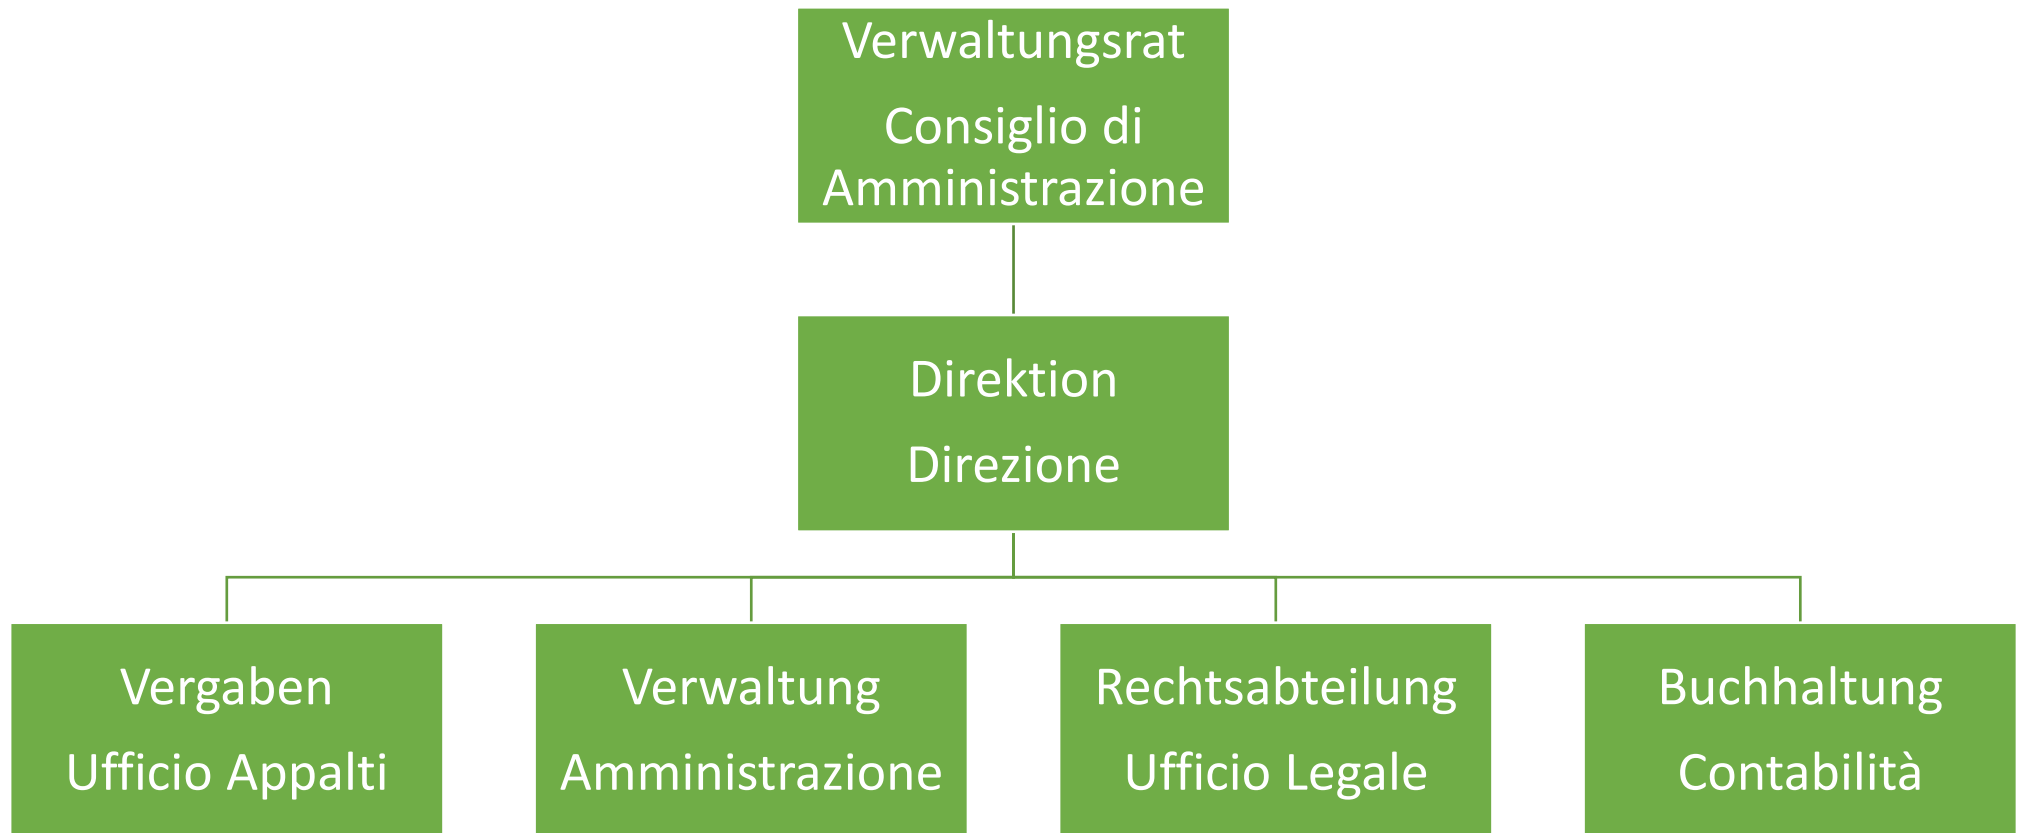 Verwaltungsrat
Consiglio di
Amministrazione
Direktion
Direzione
Vergaben
Ufficio Appalti
Verwaltung
Amministrazione
Rechtsabteilung
Ufficio Legale
Buchhaltung
Contabilità